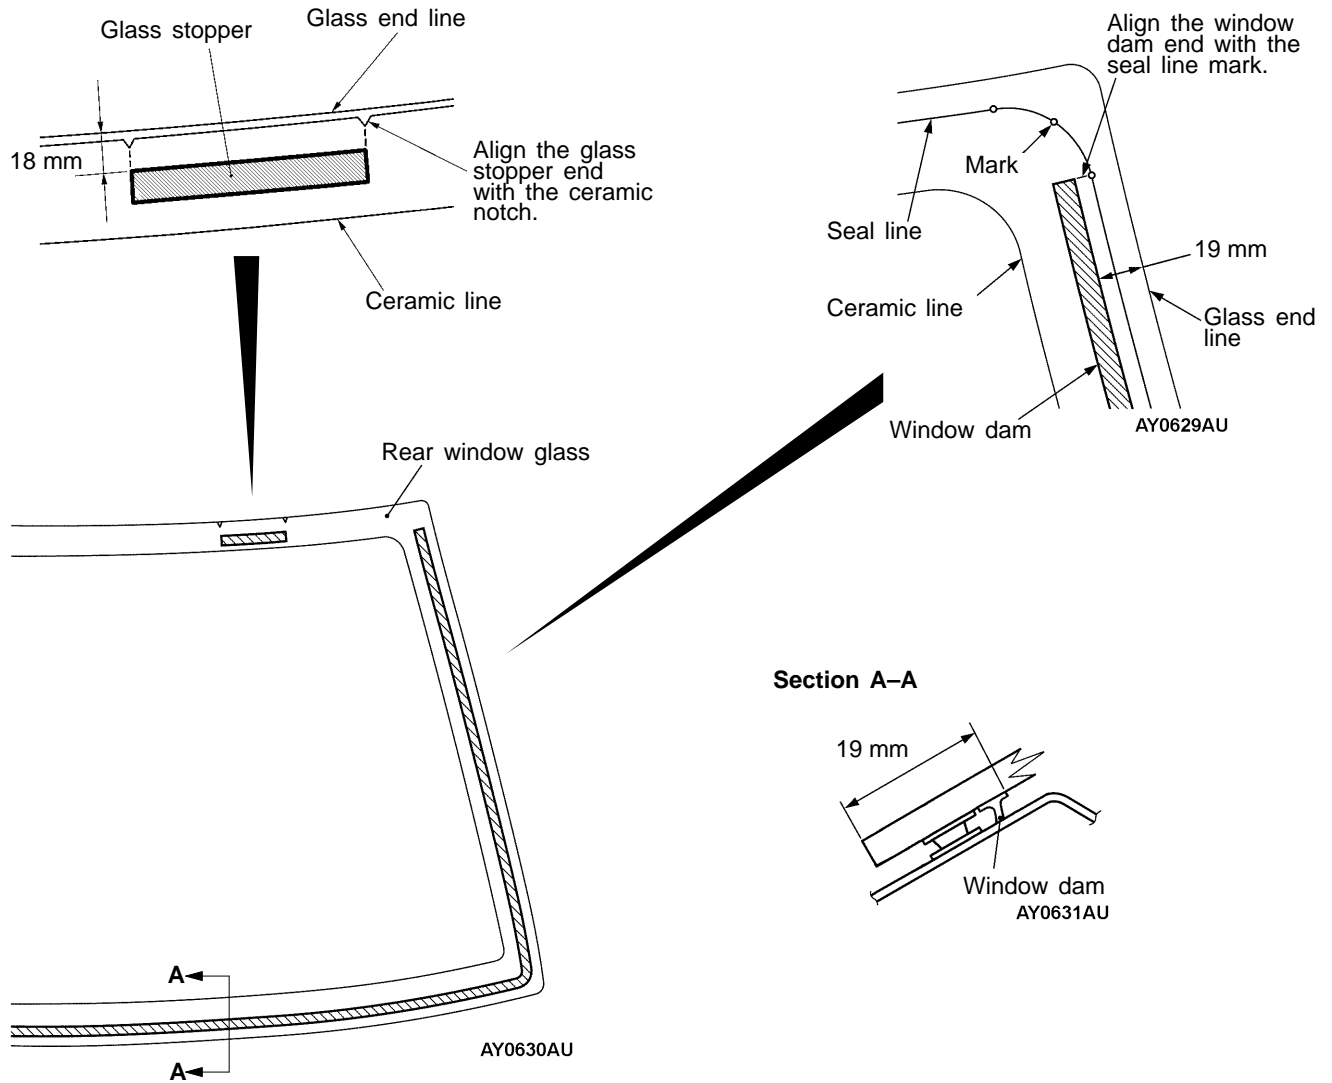 Glass stopper
Glass end line
18 mm
Align the glass
stopper end
with the ceramic
notch.
Ceramic line
Align the window
dam end with the
seal line mark.
Mark
Seal line
19 mm
Ceramic line
Glass end
line
Window dam
AY0629AU
Rear window glass
A
A
AY0630AU
Section A–A
19 mm
Window dam
AY0631AU